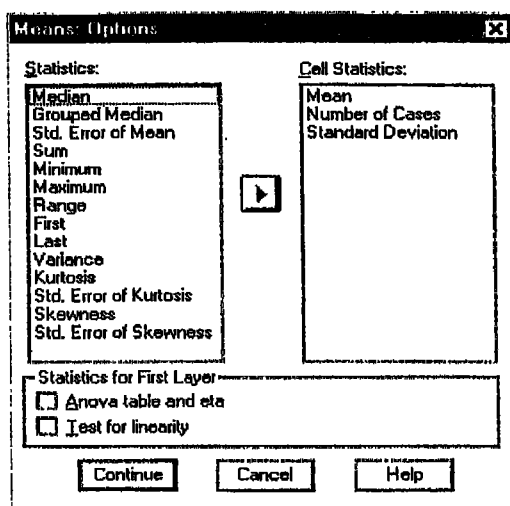 Means: Options
Statistics:
Median
Grouped Median
Std. Error of Mean
Sum
Minimum
Maximum
Range
First
Last
Variance
Kurtosis
Std. Error of Kurtosis
Skewness
Std. Error of Skewness
Cell Statistics:
Mean
Number of Cases
Standard Deviation
Statistics for First Layer
Anova table and eta
Test for linearity
Continue
Cancel
Help